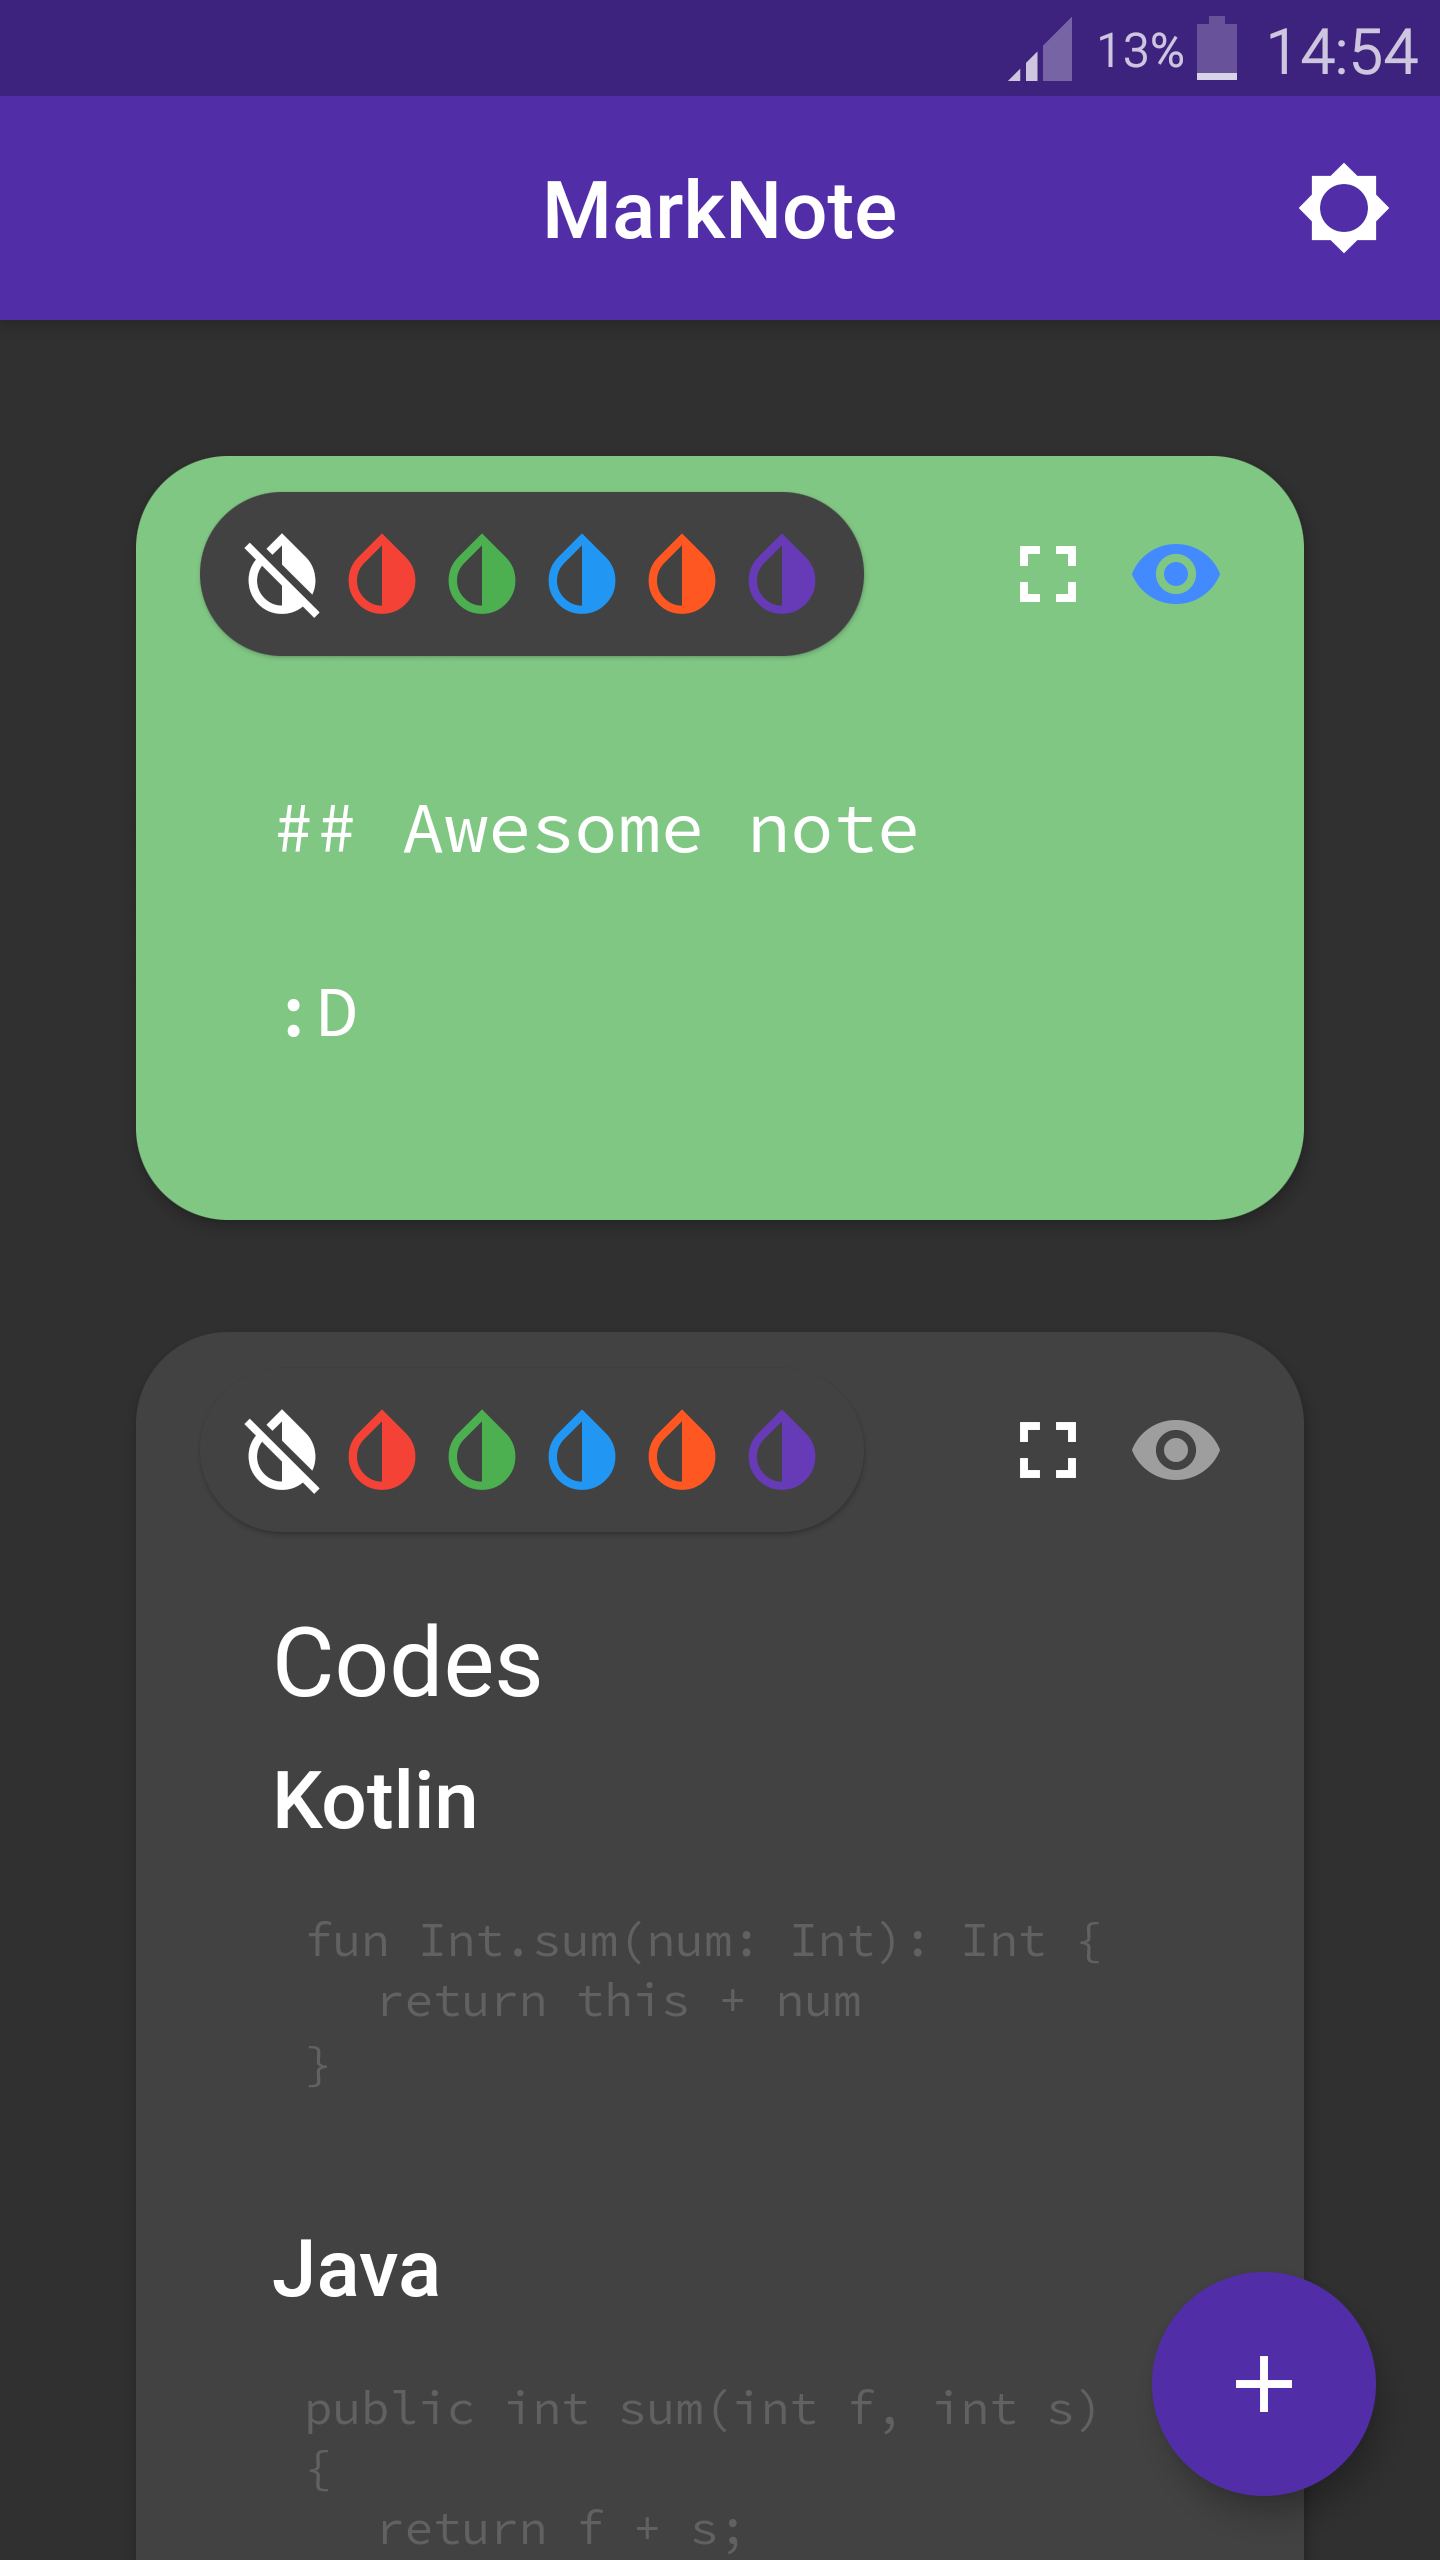 13% 14:54
MarkNote
## Awesome note
:D
Codes
Kotlin
fun Int.sum(num: Int): Int {
   return this + num
}
Java
public int sum(int f, int s)
{
   return f + s;